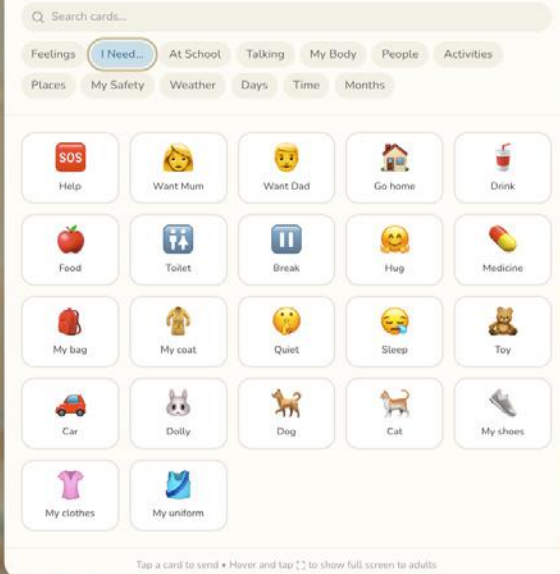 Search cards...
Feelings I Need... At School Talking My Body People Activities
Places My Safety Weather Days Time Months
SOS
Help Want Mum Want Dad Go home Drink
Food Toilet Break Hug Medicine
My bag My coat Quiet Sleep Toy
Car Dolly Dog Cat My shoes
My clothes My uniform
Tap a card to send • Hover and tap ⛶ to show full screen to adults